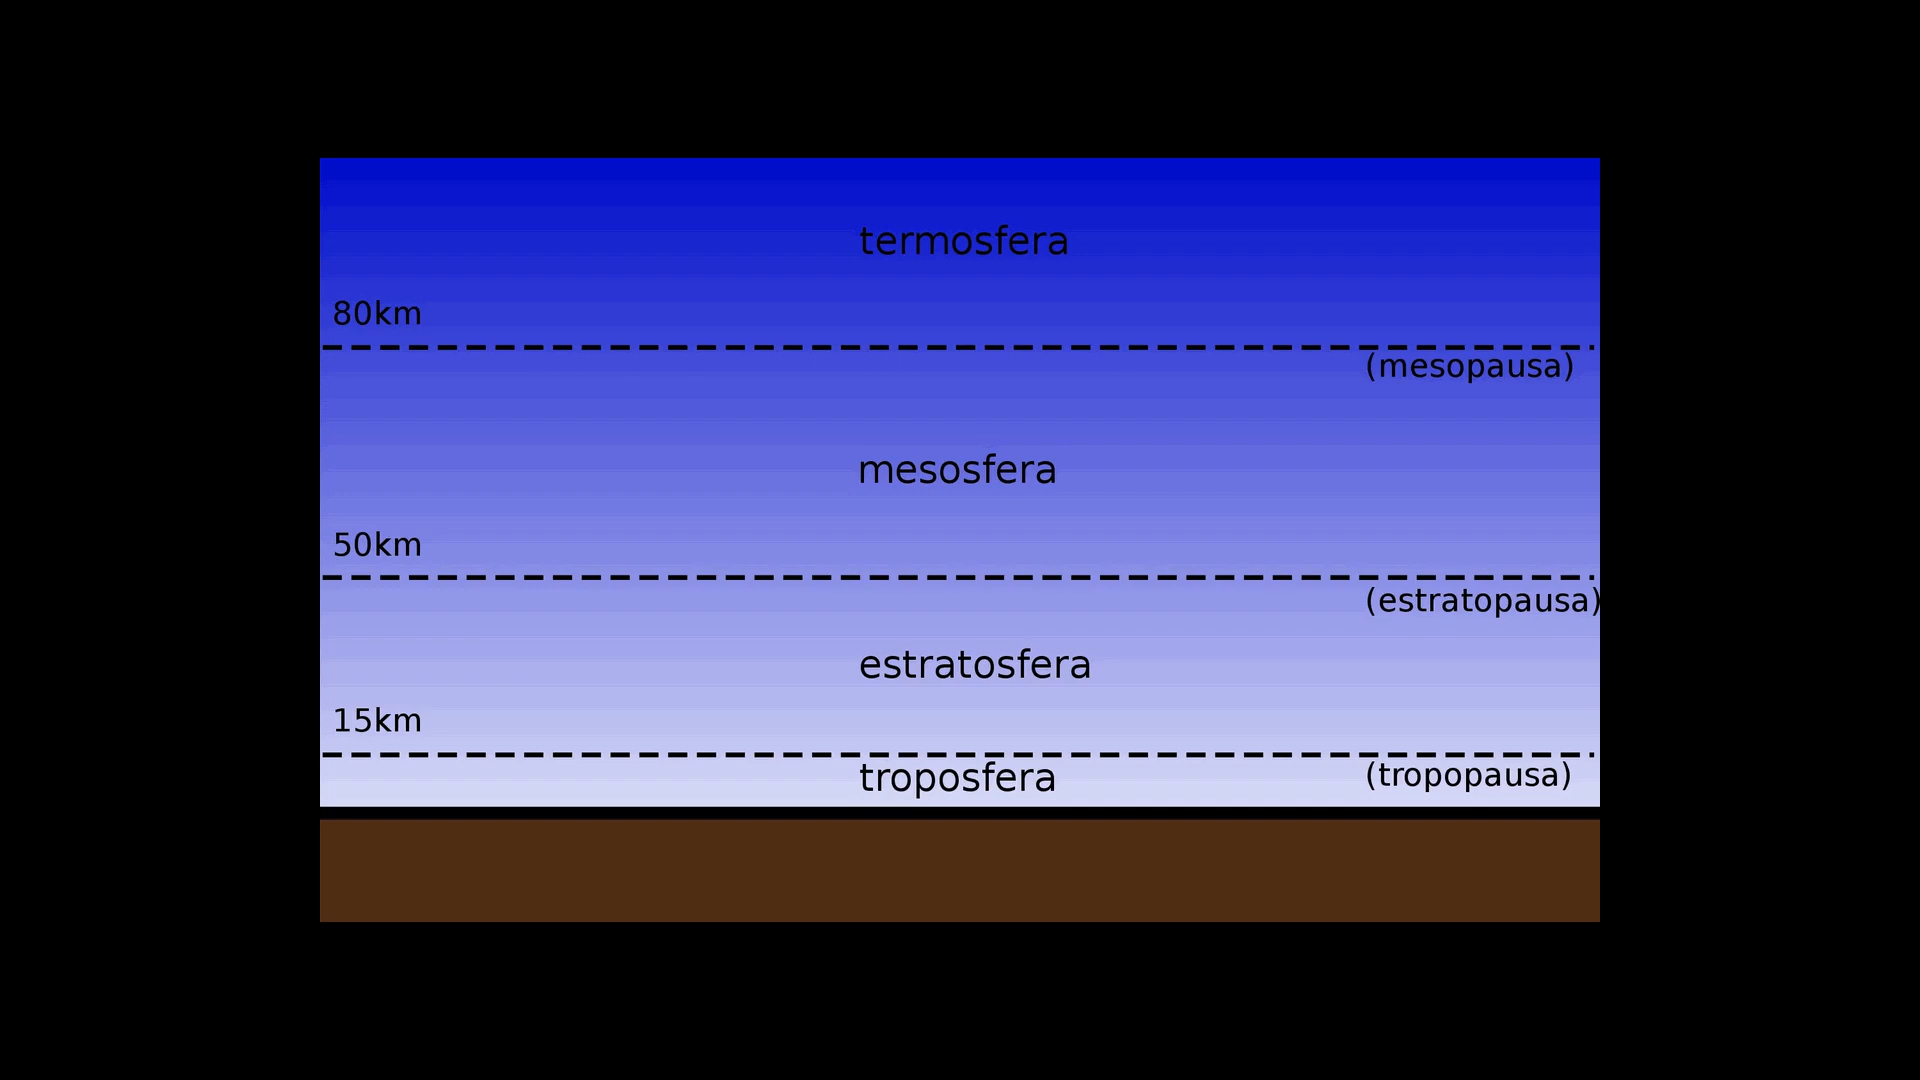 termosfera
80km
(mesopausa)
mesosfera
50km
(estratopausa)
estratosfera
15km
troposfera
(tropopausa)